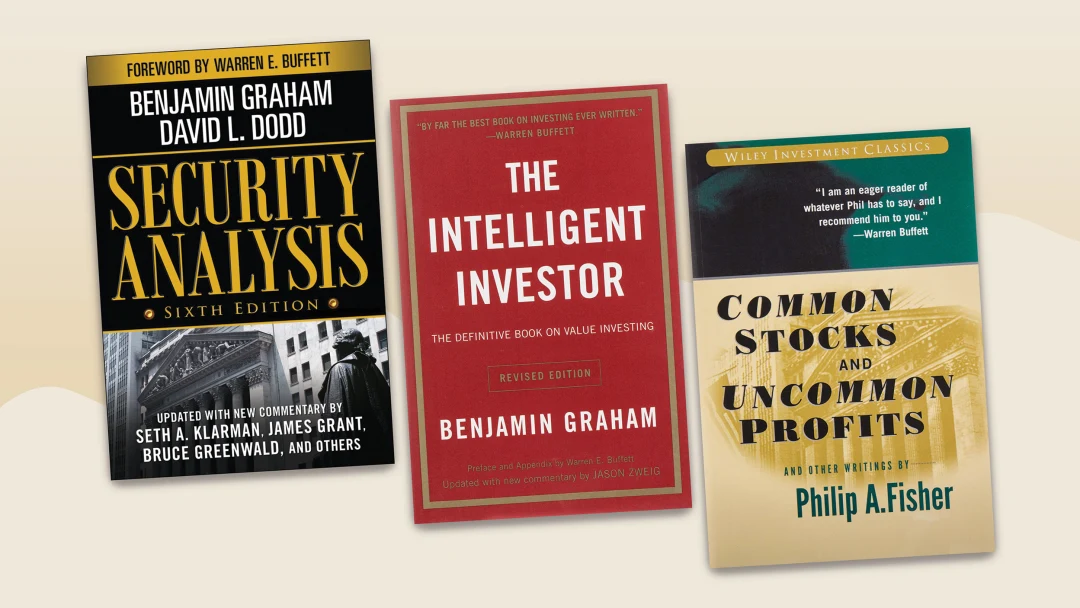 FOREWORD BY WARREN E. BUFFETT
BENJAMIN GRAHAM
DAVID L. DODD
SECURITY
ANALYSIS
SIXTH EDITION
UPDATED WITH NEW COMMENTARY BY
SETH A. KLARMAN, JAMES GRANT,
BRUCE GREENWALD, AND OTHERS
"BY FAR THE BEST BOOK ON INVESTING EVER WRITTEN."
—WARREN BUFFETT
THE
INTELLIGENT
INVESTOR
THE DEFINITIVE BOOK ON VALUE INVESTING
REVISED EDITION
BENJAMIN GRAHAM
Preface and Appendix by Warren E. Buffett
Updated with new commentary by JASON ZWEIG
WILEY INVESTMENT CLASSICS
"I am an eager reader of
whatever Phil has to say, and I
recommend him to you."
—Warren Buffett
COMMON
STOCKS
AND
UNCOMMON
PROFITS
AND OTHER WRITINGS BY
Philip A.Fisher